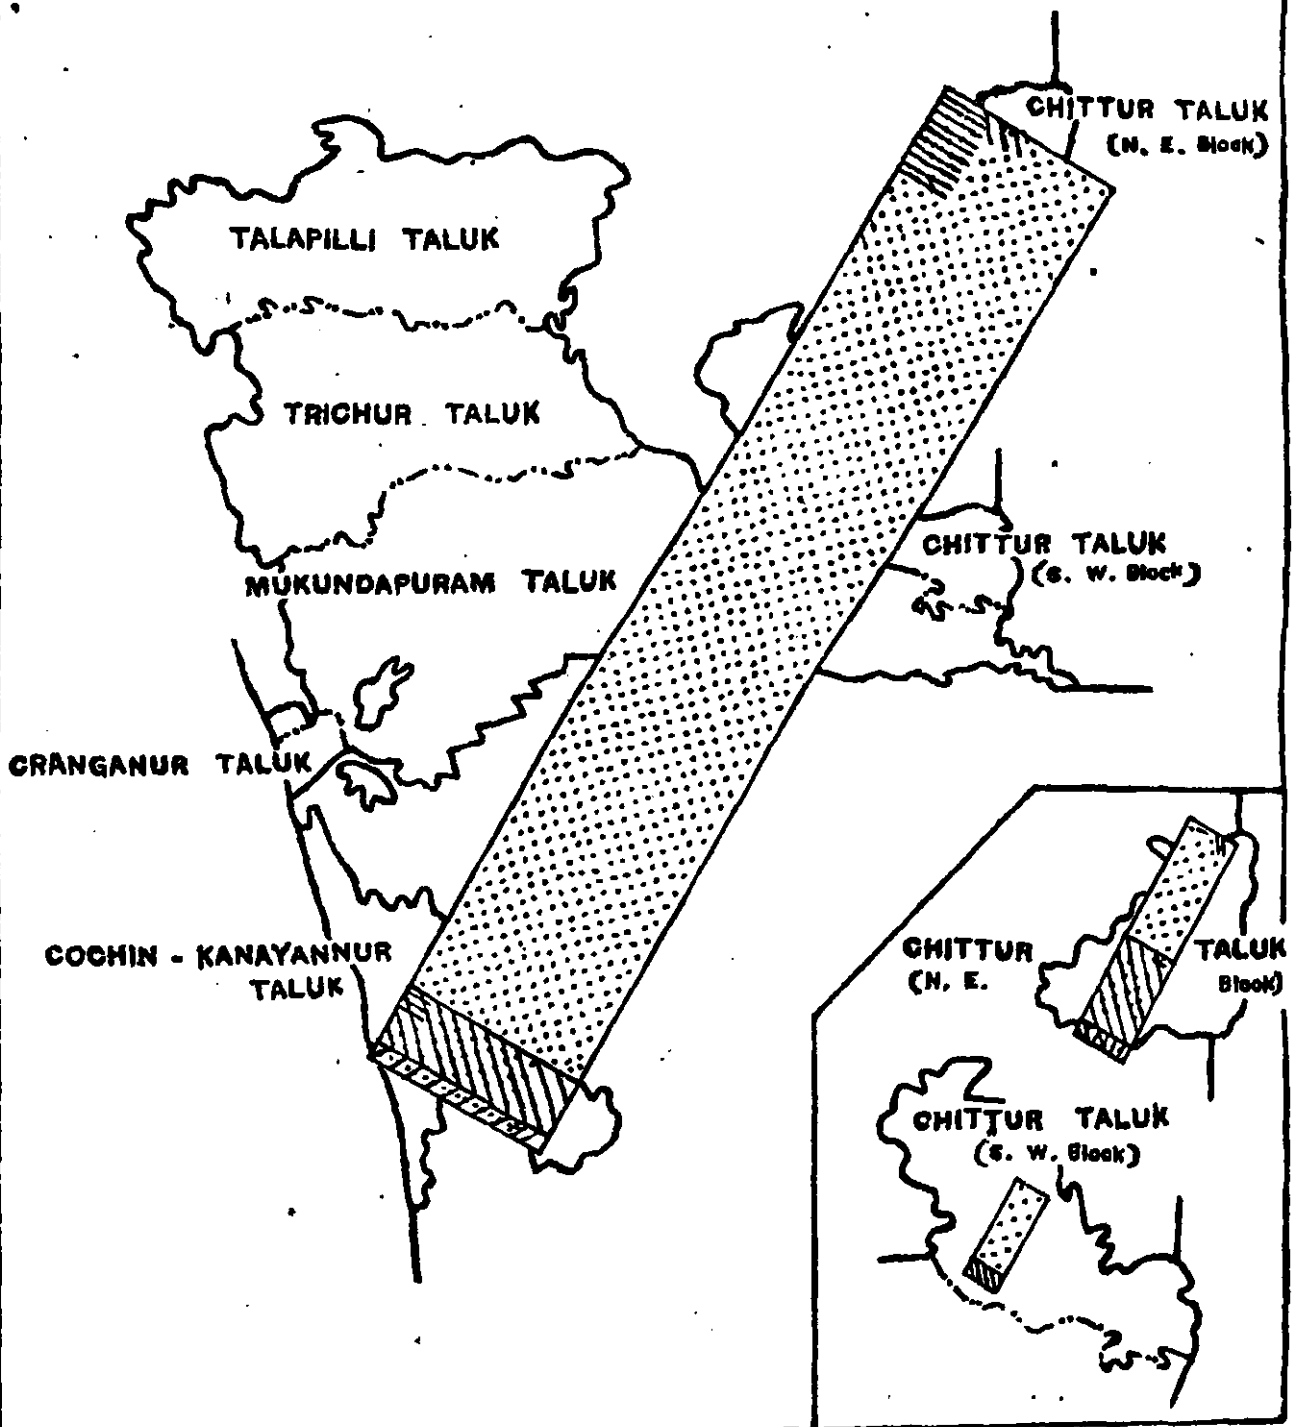 CHITTUR TALUK
(N. E. Block)
TALAPILLI TALUK
TRICHUR TALUK
CHITTUR TALUK
(S. W. Block)
MUKUNDAPURAM TALUK
CRANGANUR TALUK
COCHIN - KANAYANNUR
TALUK
CHITTUR TALUK
(N. E. Block)
CHITTUR TALUK
(S. W. Block)